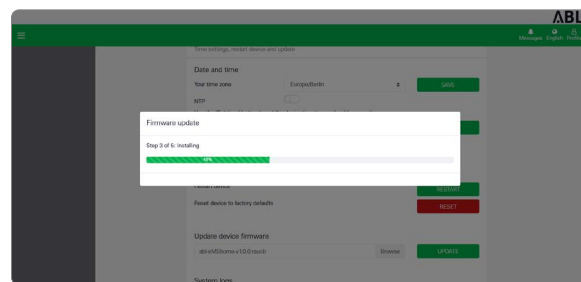 ABL
Messages English Profile
Time settings, restart device and update
Date and time
Your time zone Europe/Berlin SAVE
NTP
Firmware update
Step 3 of 6: installing
40%
Restart device RESTART
Reset device to factory defaults RESET
Update device firmware
Browse UPDATE
System logs